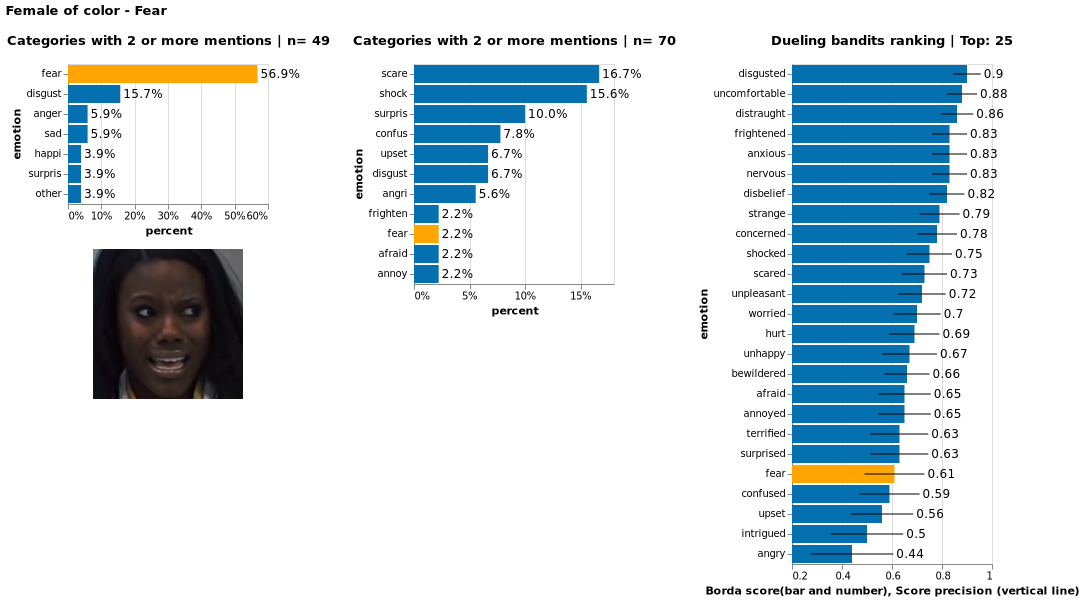 Female of color - Fear
Categories with 2 or more mentions | n= 49
fear 56.9%
disgust 15.7%
anger 5.9%
sad 5.9%
happi 3.9%
surpris 3.9%
other 3.9%
emotion
0% 10% 20% 30% 40% 50% 60%
percent
Categories with 2 or more mentions | n= 70
scare 16.7%
shock 15.6%
surpris 10.0%
confus 7.8%
upset 6.7%
disgust 6.7%
angri 5.6%
frighten 2.2%
fear 2.2%
afraid 2.2%
annoy 2.2%
emotion
0% 5% 10% 15%
percent
Dueling bandits ranking | Top: 25
disgusted 0.9
uncomfortable 0.88
distraught 0.86
frightened 0.83
anxious 0.83
nervous 0.83
disbelief 0.82
strange 0.79
concerned 0.78
shocked 0.75
scared 0.73
unpleasant 0.72
worried 0.7
hurt 0.69
unhappy 0.67
bewildered 0.66
afraid 0.65
annoyed 0.65
terrified 0.63
surprised 0.63
fear 0.61
confused 0.59
upset 0.56
intrigued 0.5
angry 0.44
emotion
0.2 0.4 0.6 0.8 1
Borda score(bar and number), Score precision (vertical line)